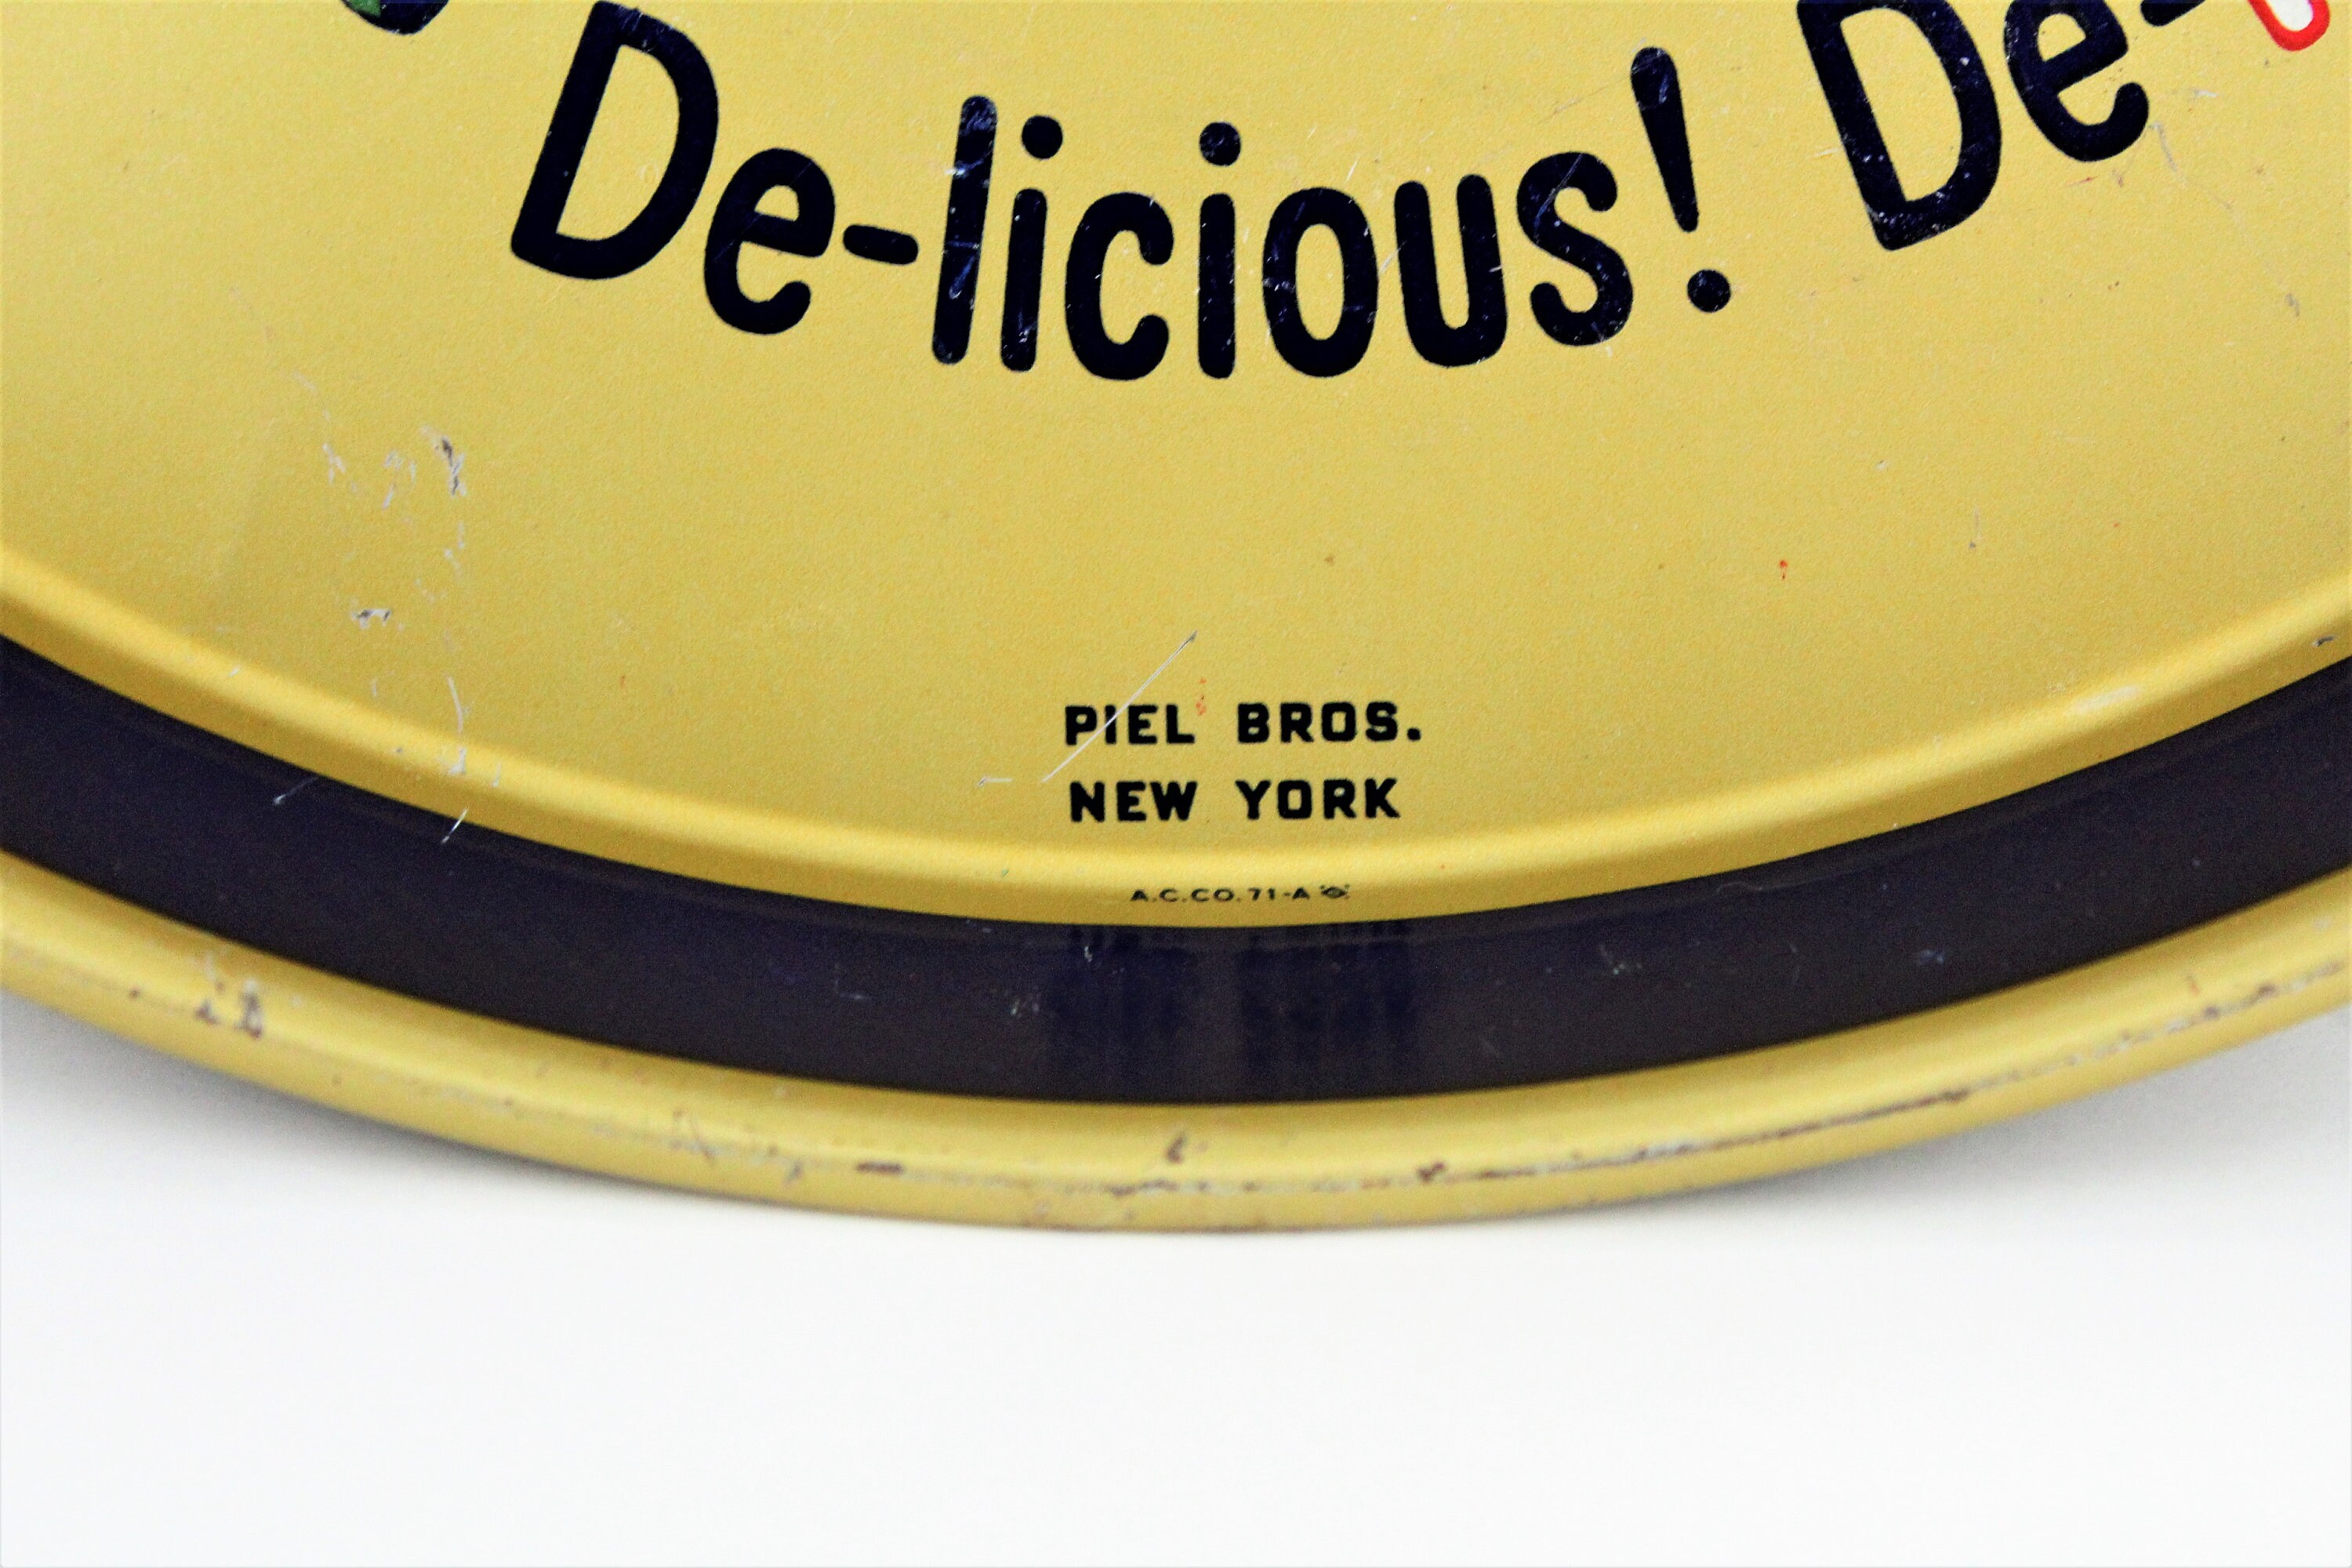 De-licious! De-
PIEL BROS.
NEW YORK
A.C.CO. 71-A